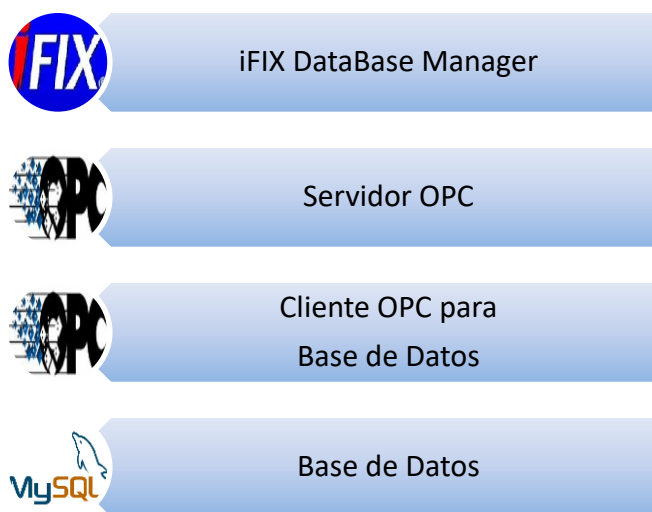 iFIX
iFIX DataBase Manager
OPC
Servidor OPC
OPC
Cliente OPC para
Base de Datos
MySQL
Base de Datos